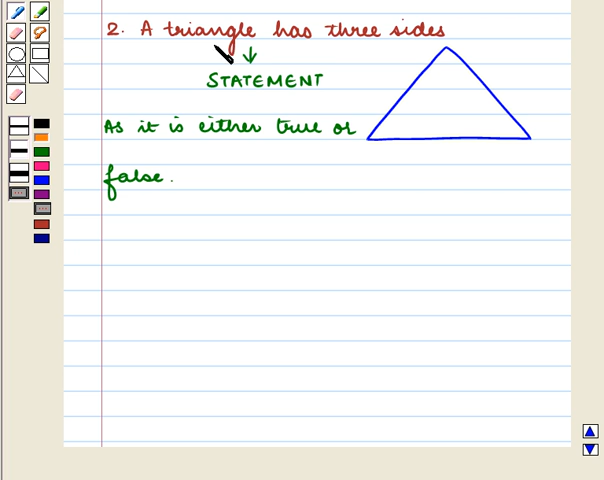 2. A triangle has three sides
STATEMENT
As it is either true or
false.